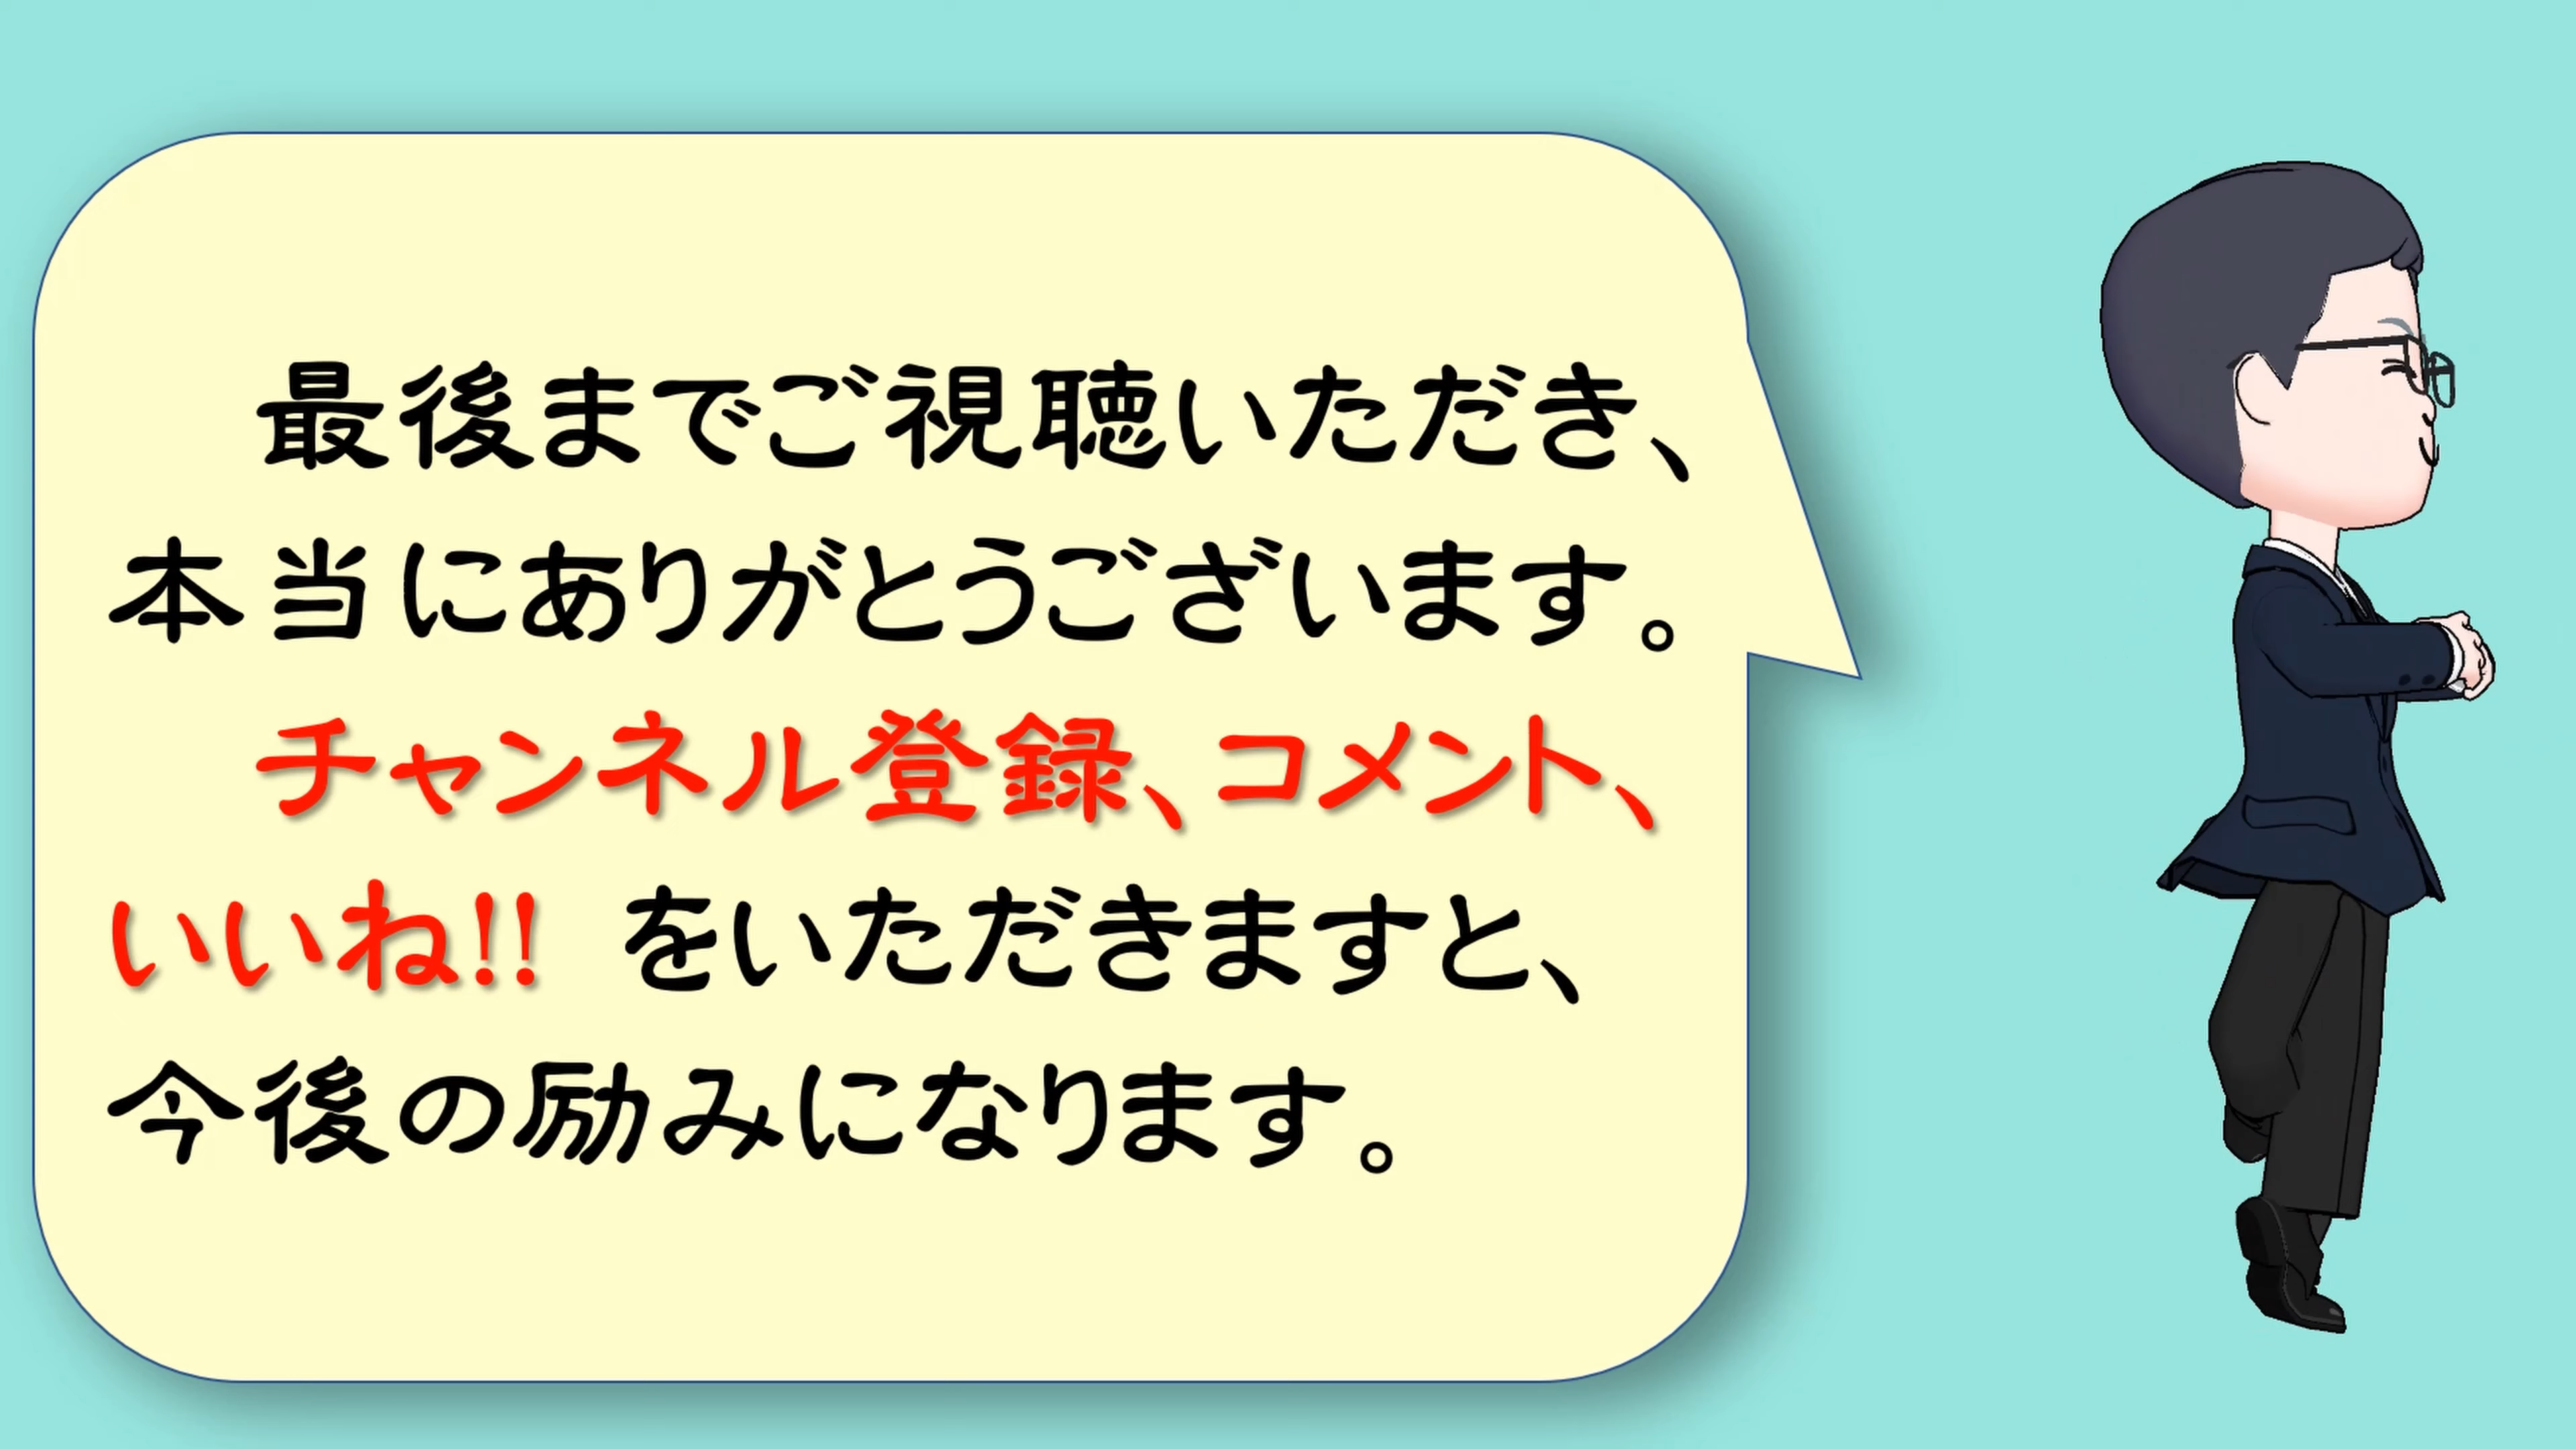 最後までご視聴いただき、
本当にありがとうございます。
チャンネル登録、コメント、
いいね!! をいただきますと、
今後の励みになります。